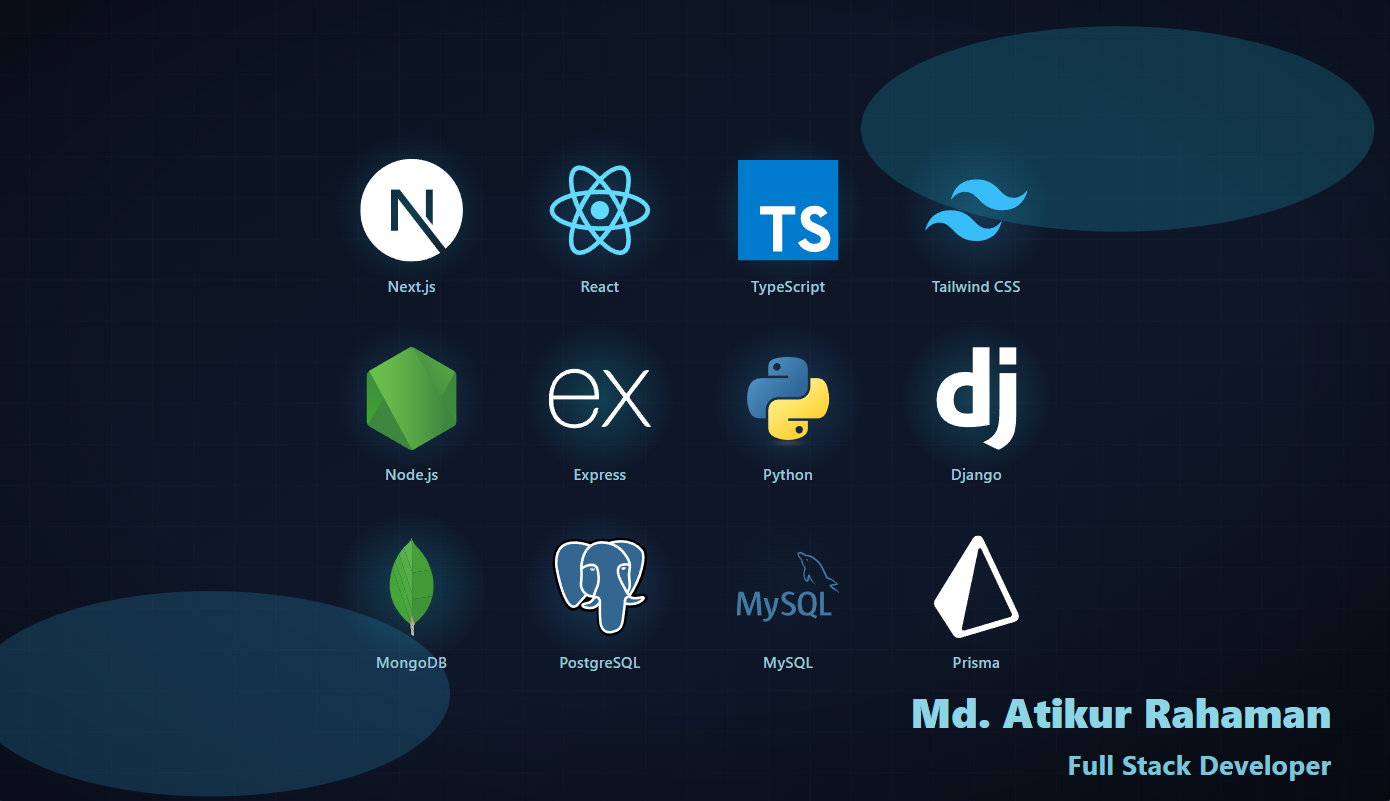 N
TS
Next.js
React
TypeScript
Tailwind CSS
ex
dj
Node.js
Express
Python
Django
MySQL
MongoDB
PostgreSQL
MySQL
Prisma
Md. Atikur Rahaman
Full Stack Developer